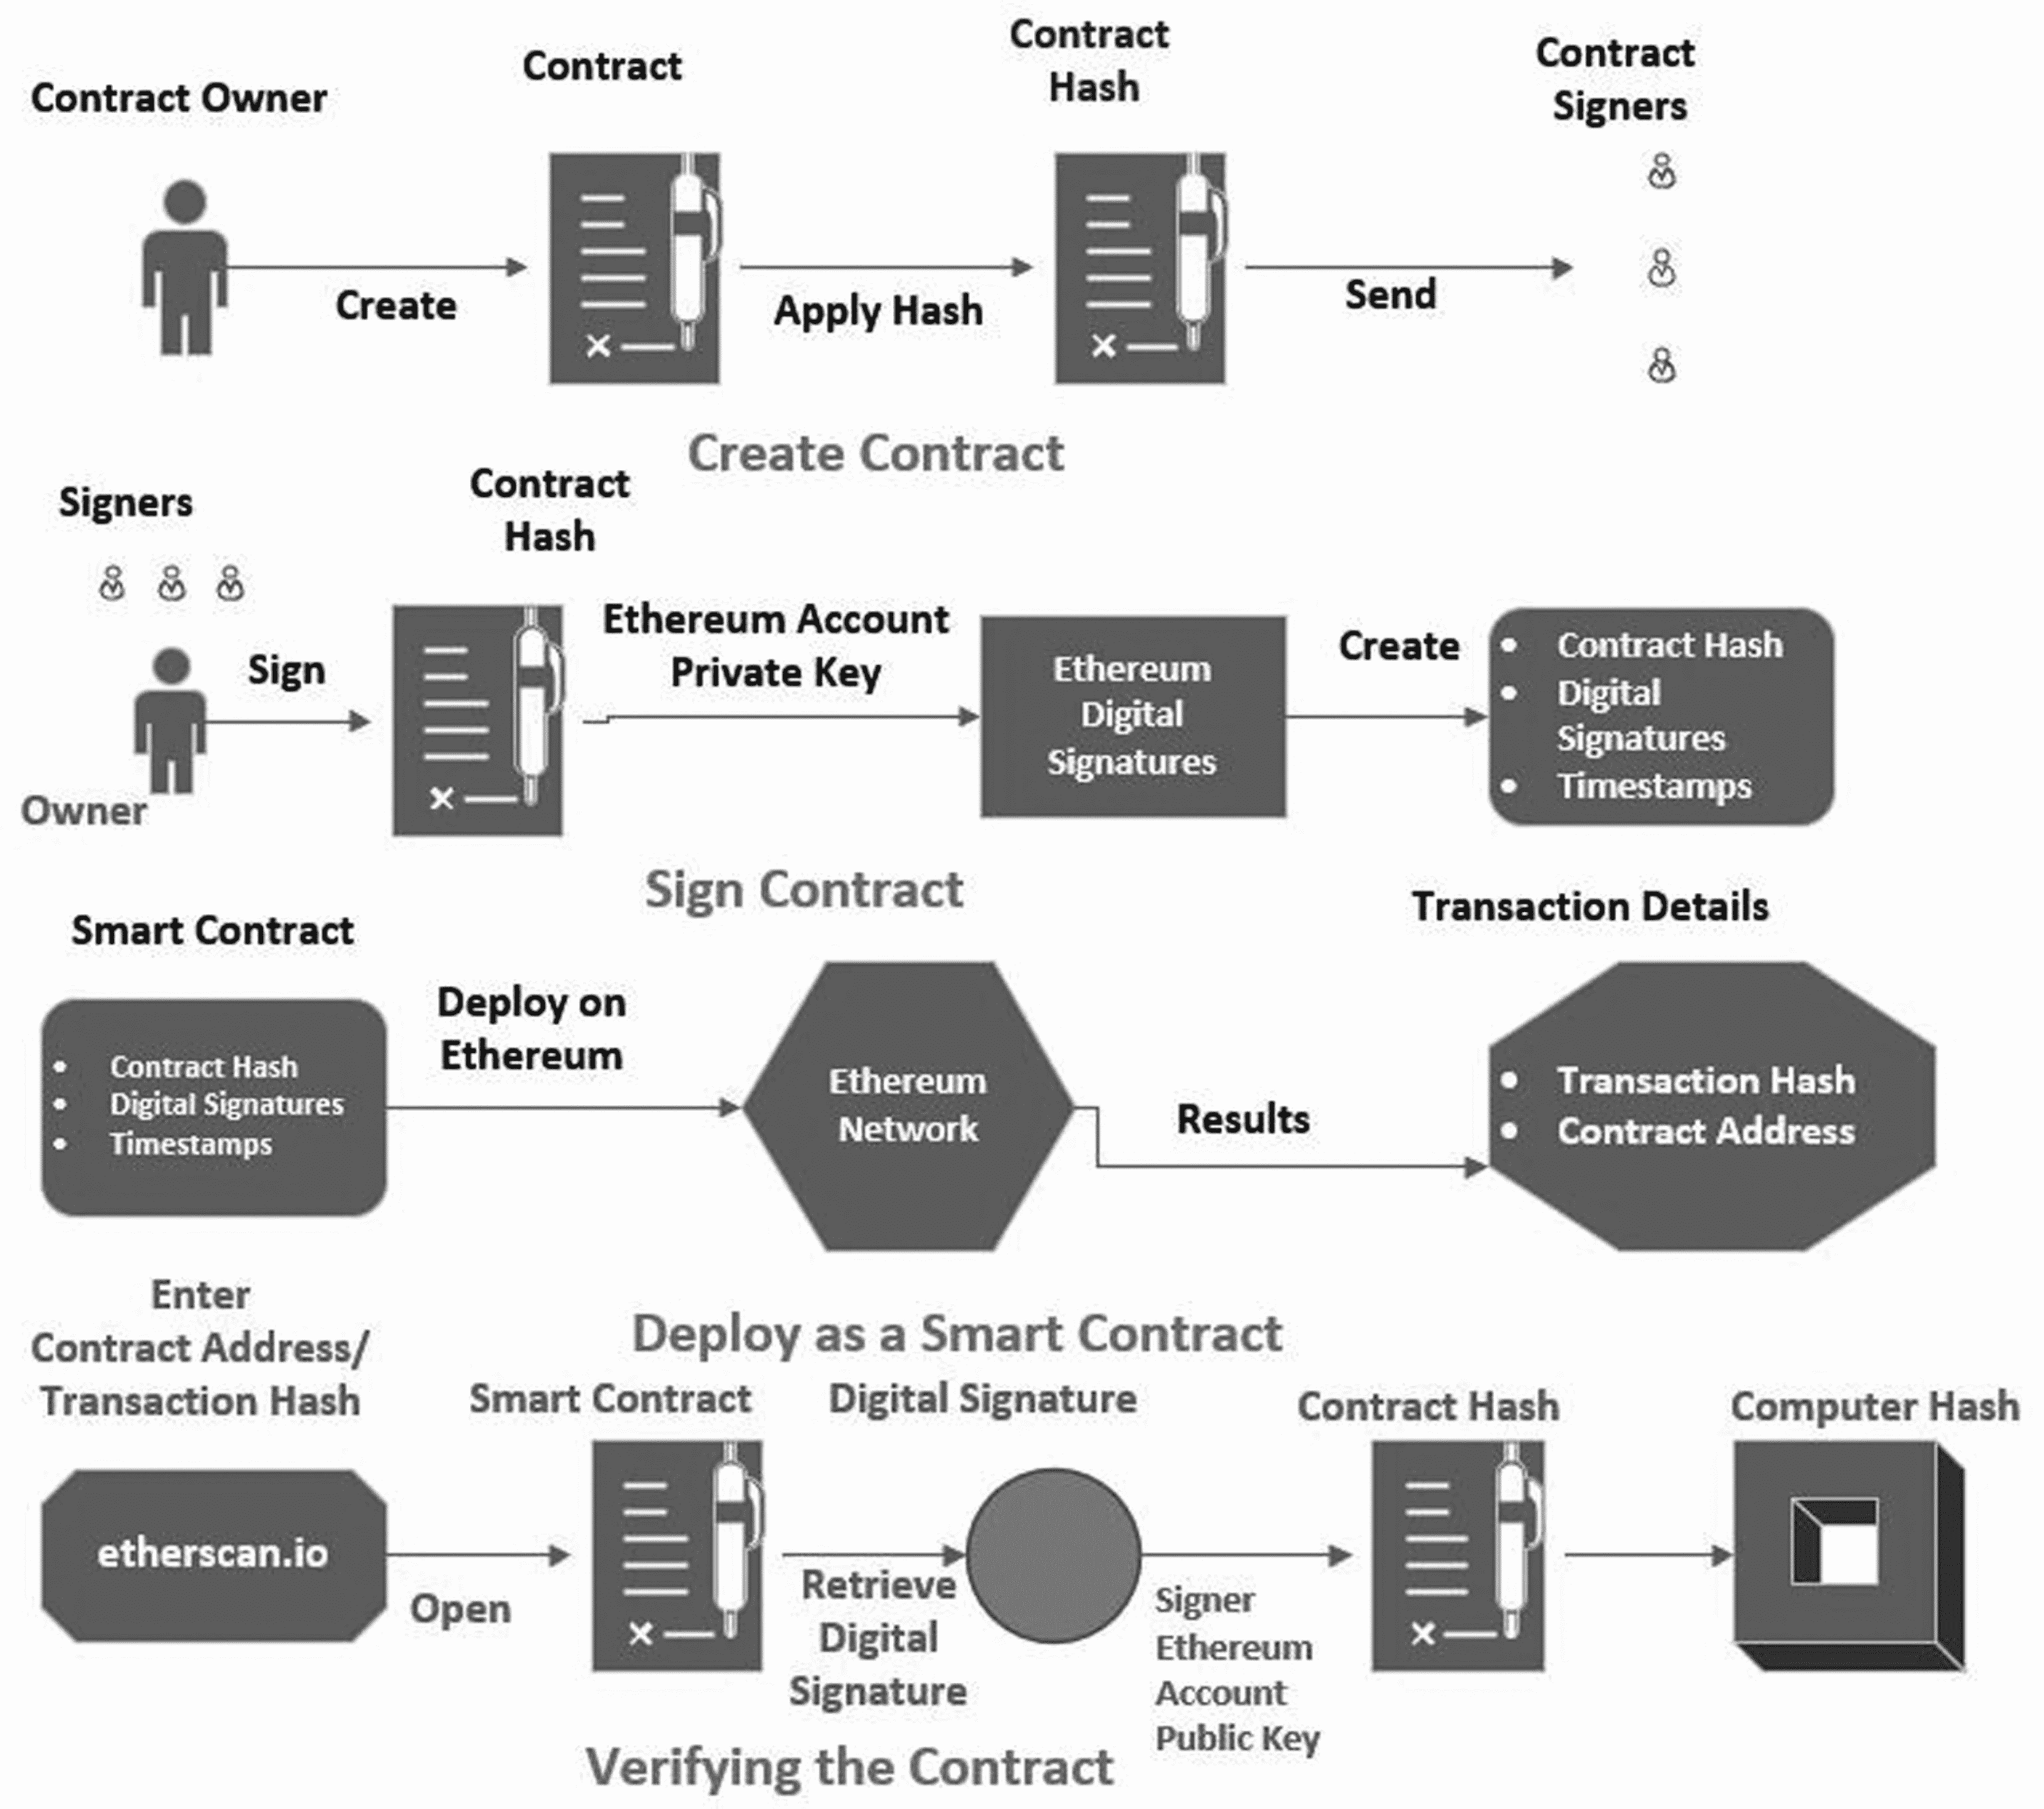 Contract Owner
Contract
Contract
Hash
Contract
Signers
Create
Apply Hash
Send
Create Contract
Signers
Contract
Hash
Sign
Ethereum Account
Private Key
Ethereum
Digital
Signatures
Create
• Contract Hash
• Digital
Signatures
• Timestamps
Owner
Sign Contract
Smart Contract
Transaction Details
• Contract Hash
• Digital Signatures
• Timestamps
Deploy on
Ethereum
Ethereum
Network
Results
• Transaction Hash
• Contract Address
Deploy as a Smart Contract
Enter
Contract Address/
Transaction Hash
Smart Contract
Digital Signature
Contract Hash
Computer Hash
etherscan.io
Open
Retrieve
Digital
Signature
Signer
Ethereum
Account
Public Key
Verifying the Contract